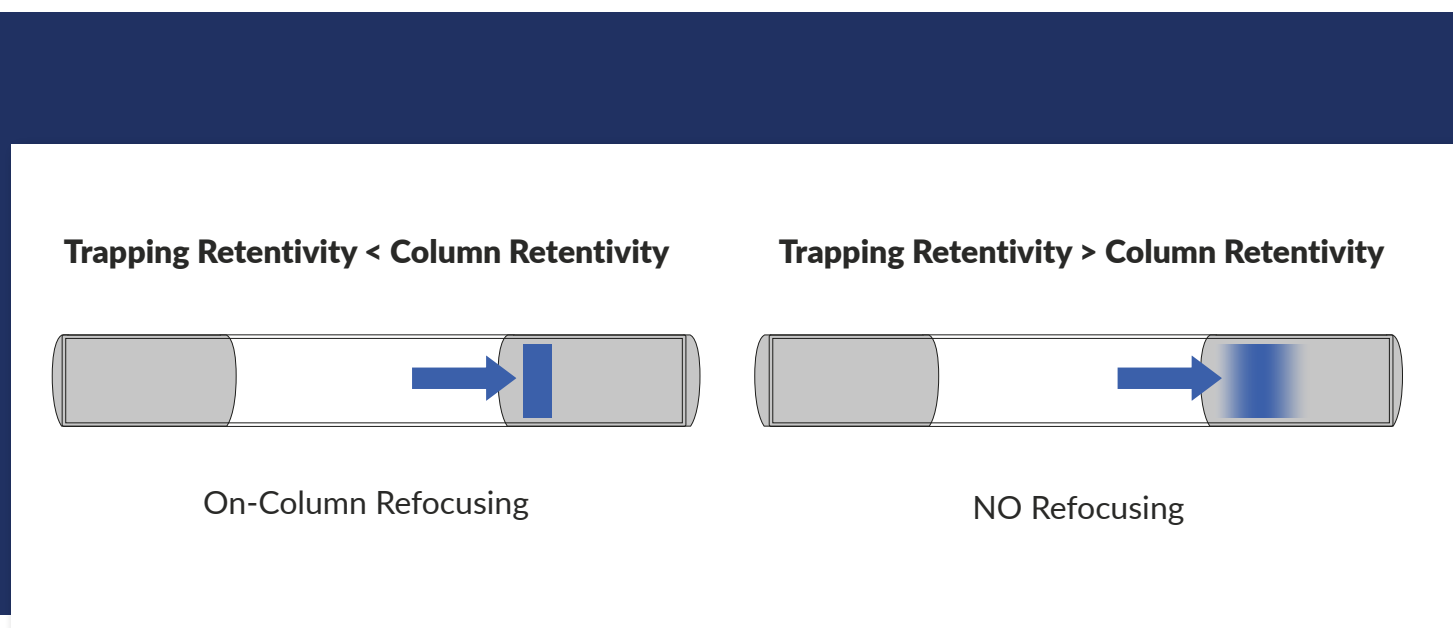 Trapping Retentivity < Column Retentivity
Trapping Retentivity > Column Retentivity
On-Column Refocusing
NO Refocusing